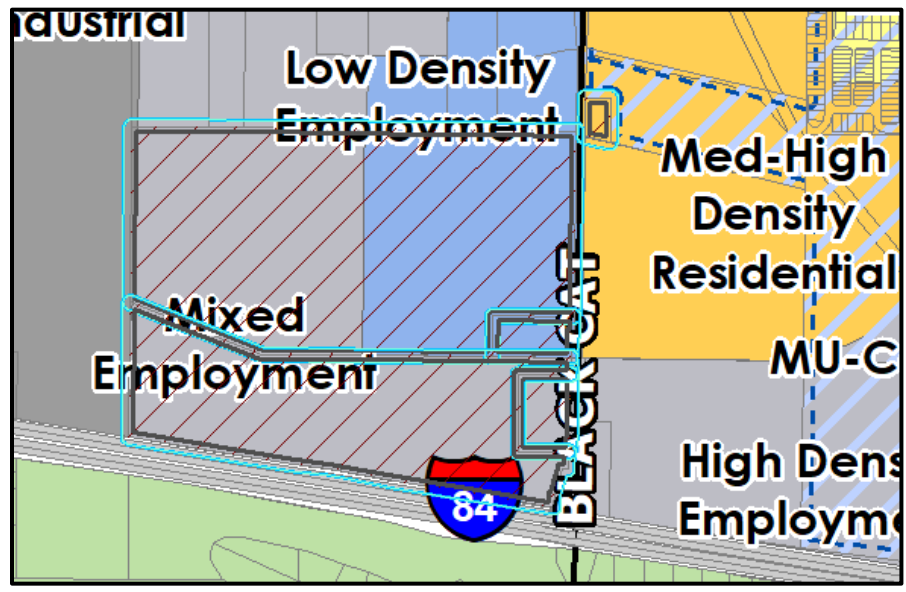 ndustrial
Low Density
Employment
Med-High
Density
Residential
BLACK CAT
Mixed
Employment
MU-C
High Dens
Employme
84